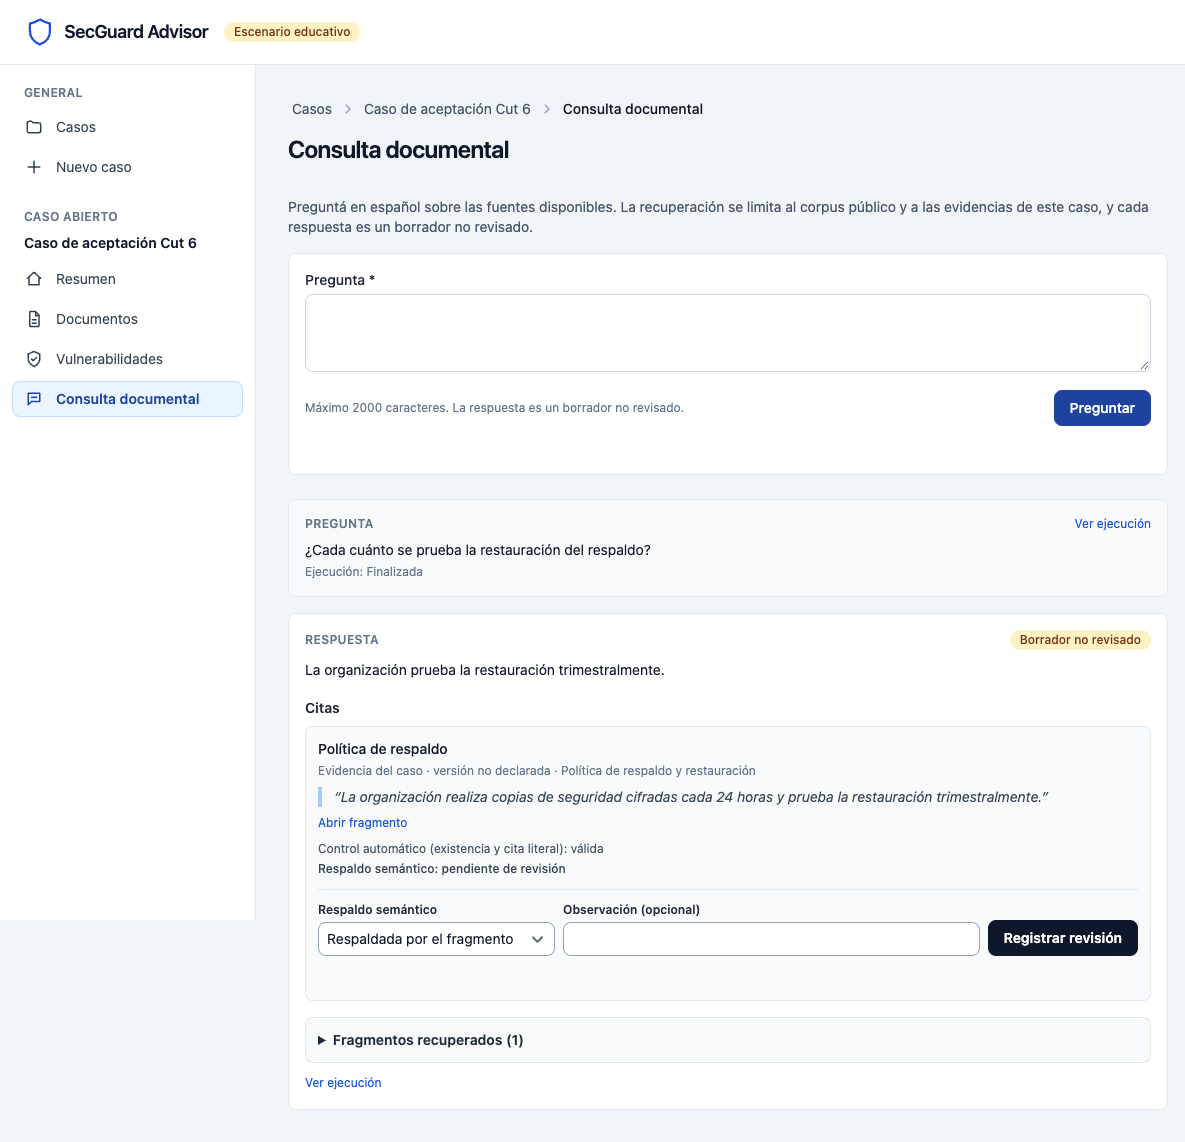 SecGuard Advisor
Escenario educativo
GENERAL
Casos
Nuevo caso
CASO ABIERTO
Caso de aceptación Cut 6
Resumen
Documentos
Vulnerabilidades
Consulta documental
Casos
Caso de aceptación Cut 6
Consulta documental
Consulta documental
Preguntá en español sobre las fuentes disponibles. La recuperación se limita al corpus público y a las evidencias de este caso, y cada
respuesta es un borrador no revisado.
Pregunta *
Máximo 2000 caracteres. La respuesta es un borrador no revisado.
Preguntar
PREGUNTA
Ver ejecución
¿Cada cuánto se prueba la restauración del respaldo?
Ejecución: Finalizada
RESPUESTA
Borrador no revisado
La organización prueba la restauración trimestralmente.
Citas
Política de respaldo
Evidencia del caso · versión no declarada · Política de respaldo y restauración
“La organización realiza copias de seguridad cifradas cada 24 horas y prueba la restauración trimestralmente.”
Abrir fragmento
Control automático (existencia y cita literal): válida
Respaldo semántico: pendiente de revisión
Respaldo semántico
Observación (opcional)
Respaldada por el fragmento
Registrar revisión
Fragmentos recuperados (1)
Ver ejecución